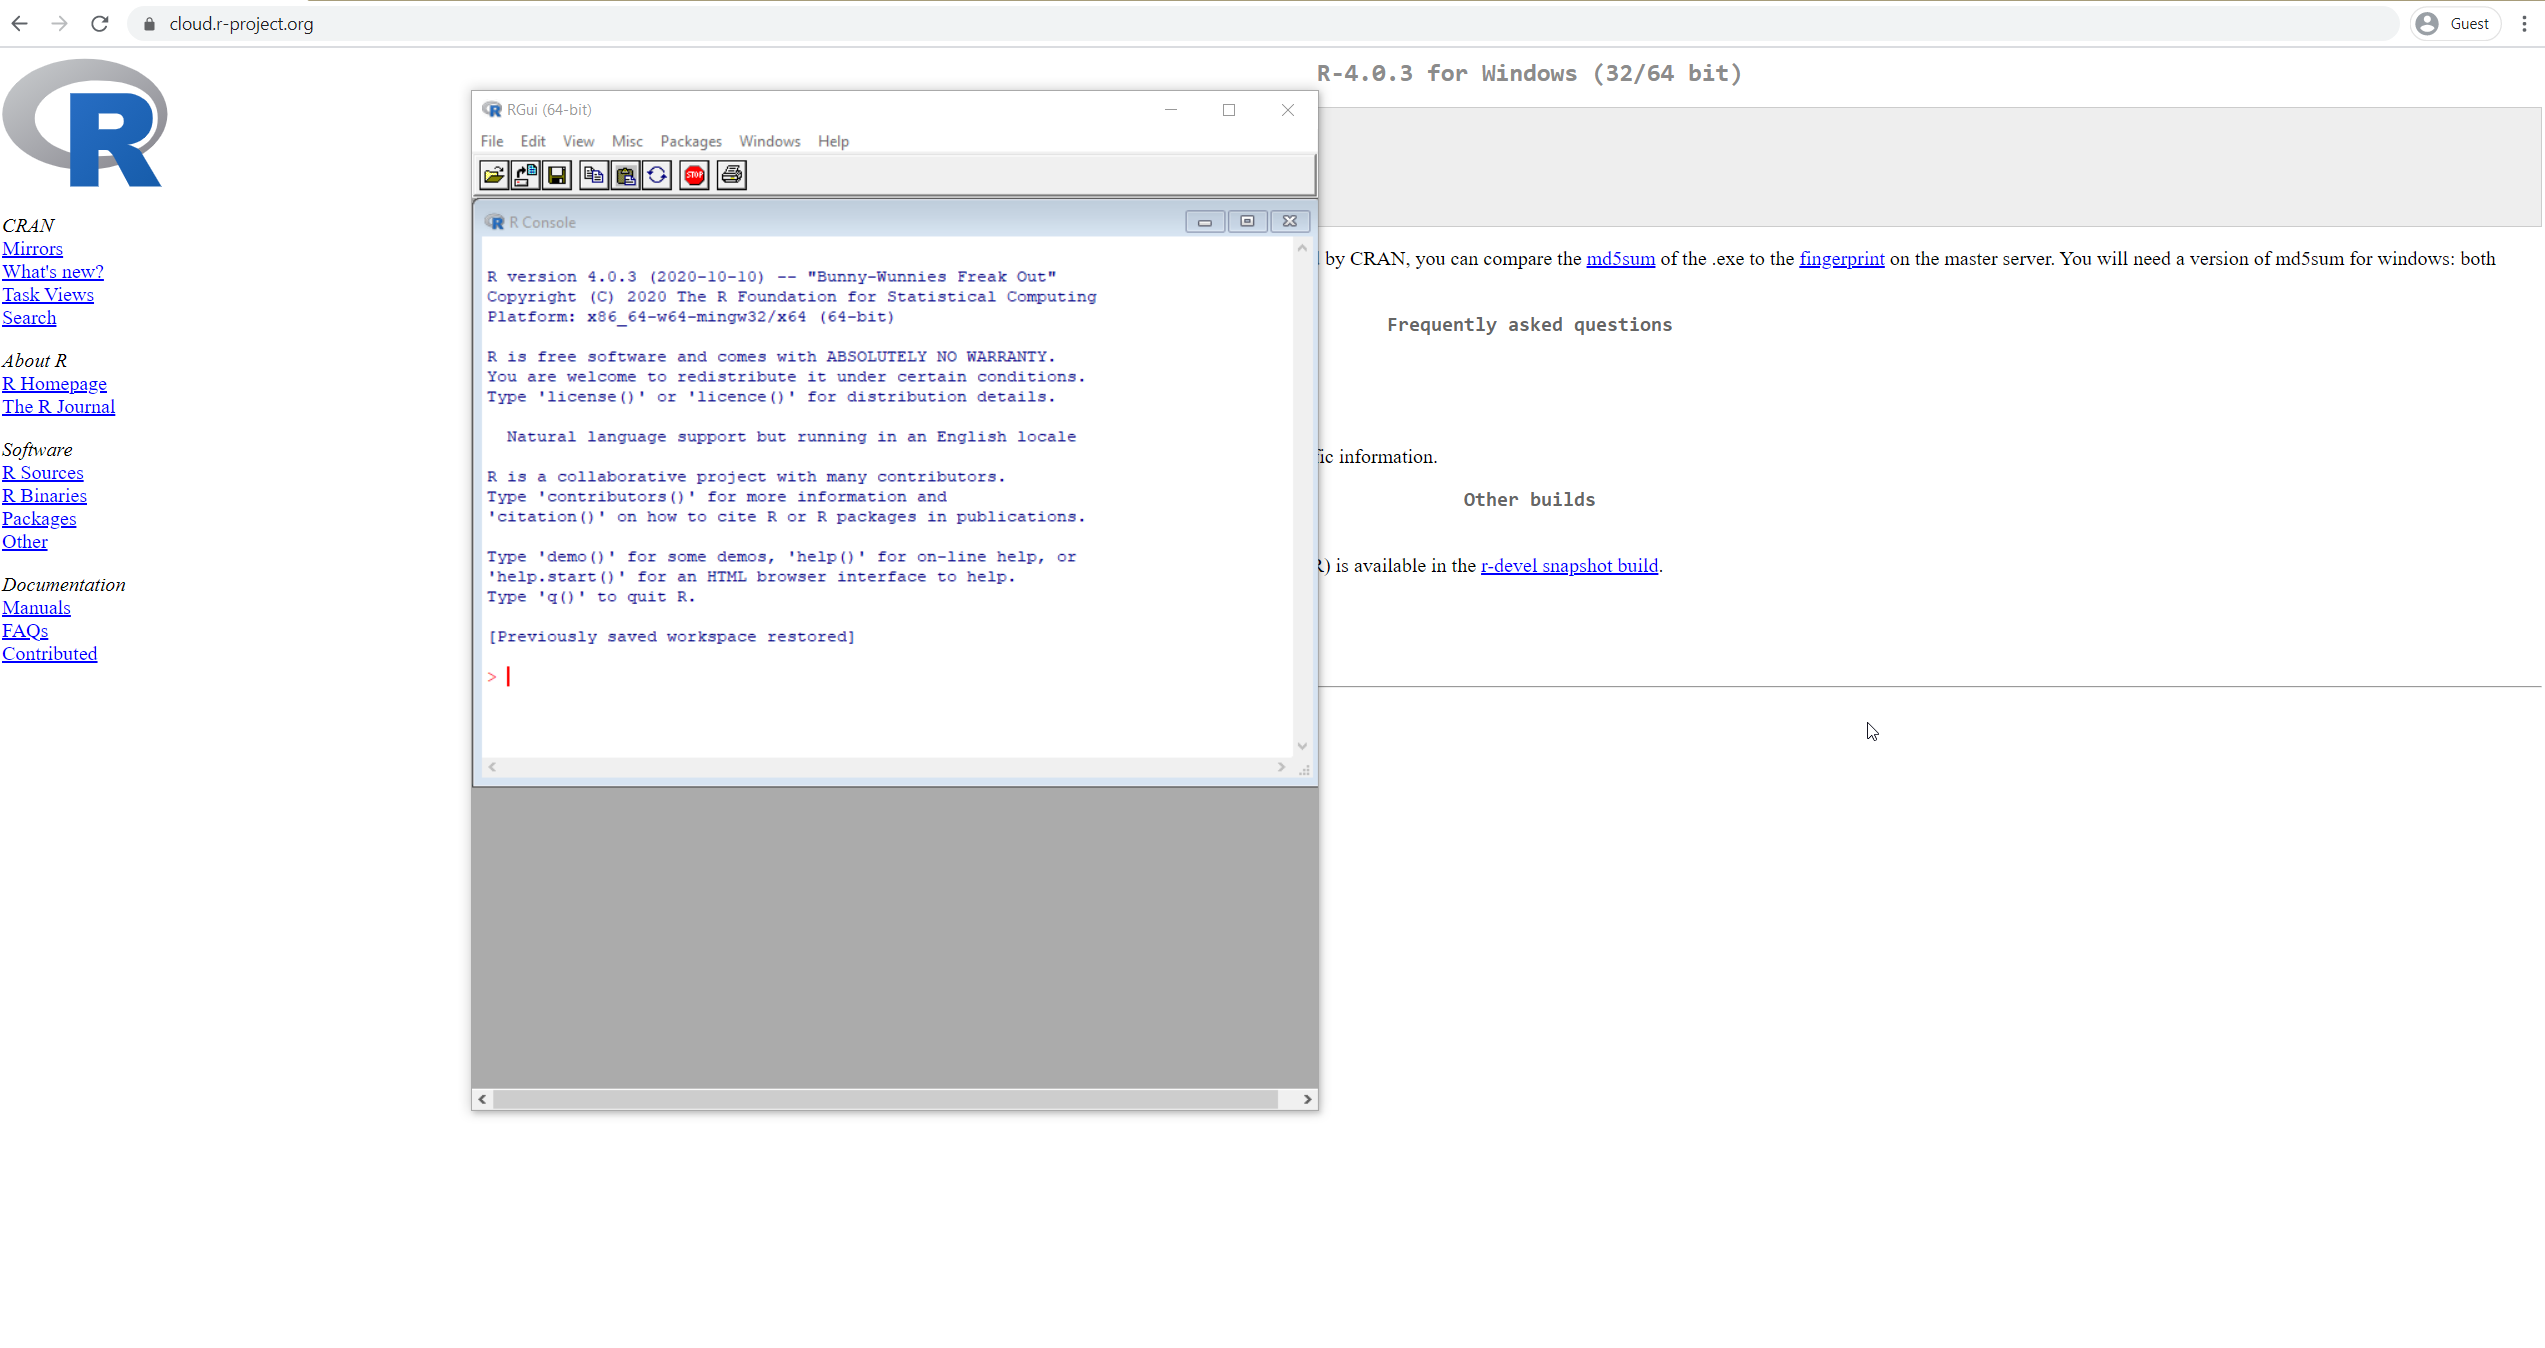 cloud.r-project.org
Guest
R
CRAN
Mirrors
What's new?
Task Views
Search
About R
R Homepage
The R Journal
Software
R Sources
R Binaries
Packages
Other
Documentation
Manuals
FAQs
Contributed
RGui (64-bit)
File Edit View Misc Packages Windows Help
STOP
R Console
R version 4.0.3 (2020-10-10) -- "Bunny-Wunnies Freak Out"
Copyright (C) 2020 The R Foundation for Statistical Computing
Platform: x86_64-w64-mingw32/x64 (64-bit)
R is free software and comes with ABSOLUTELY NO WARRANTY.
You are welcome to redistribute it under certain conditions.
Type 'license()' or 'licence()' for distribution details.
Natural language support but running in an English locale
R is a collaborative project with many contributors.
Type 'contributors()' for more information and
'citation()' on how to cite R or R packages in publications.
Type 'demo()' for some demos, 'help()' for on-line help, or
'help.start()' for an HTML browser interface to help.
Type 'q()' to quit R.
[Previously saved workspace restored]
>
R-4.0.3 for Windows (32/64 bit)
by CRAN, you can compare the md5sum of the .exe to the fingerprint on the master server. You will need a version of md5sum for windows: both
Frequently asked questions
ic information.
Other builds
R) is available in the r-devel snapshot build.